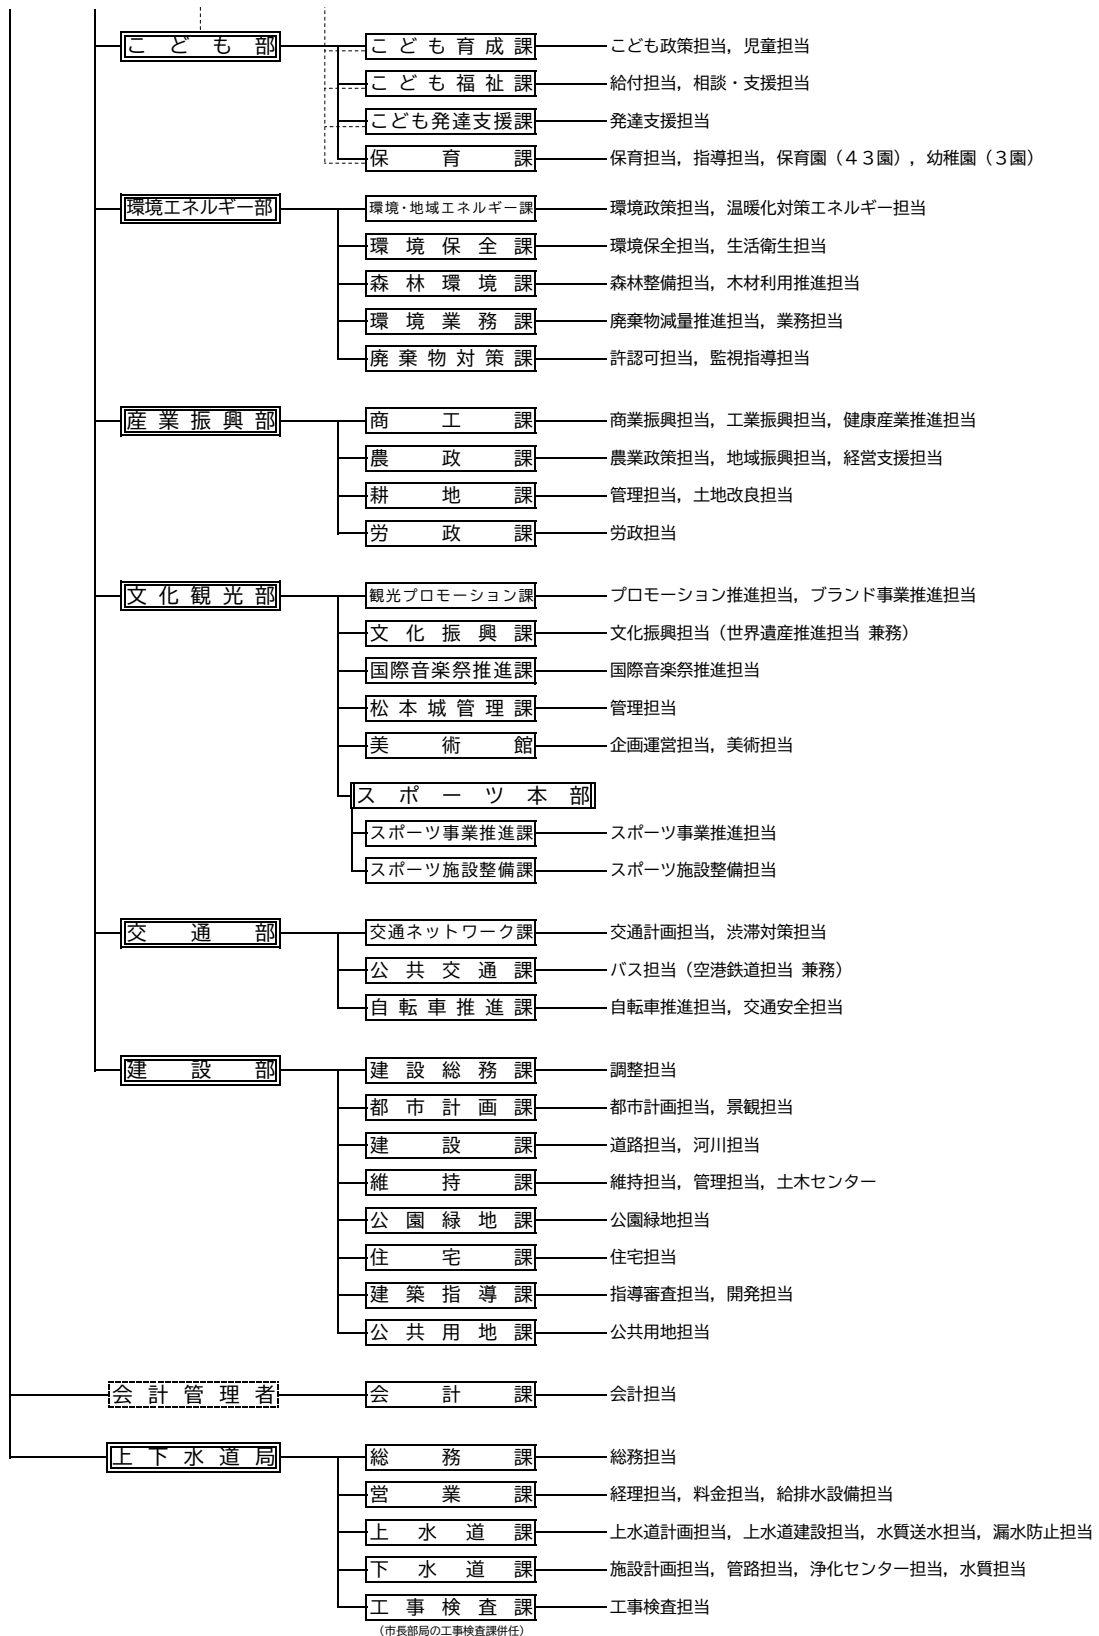 こども部 こども育成課 こども政策担当，児童担当
こども福祉課 給付担当，相談・支援担当
こども発達支援課 発達支援担当
保育課 保育担当，指導担当，保育園（４３園），幼稚園（３園）
環境エネルギー部 環境・地域エネルギー課 環境政策担当，温暖化対策エネルギー担当
環境保全課 環境保全担当，生活衛生担当
森林環境課 森林整備担当，木材利用推進担当
環境業務課 廃棄物減量推進担当，業務担当
廃棄物対策課 許認可担当，監視指導担当
産業振興部 商工課 商業振興担当，工業振興担当，健康産業推進担当
農政課 農業政策担当，地域振興担当，経営支援担当
耕地課 管理担当，土地改良担当
労政課 労政担当
文化観光部 観光プロモーション課 プロモーション推進担当，ブランド事業推進担当
文化振興課 文化振興担当（世界遺産推進担当 兼務）
国際音楽祭推進課 国際音楽祭推進担当
松本城管理課 管理担当
美術館 企画運営担当，美術担当
スポーツ本部
スポーツ事業推進課 スポーツ事業推進担当
スポーツ施設整備課 スポーツ施設整備担当
交通部 交通ネットワーク課 交通計画担当，渋滞対策担当
公共交通課 バス担当（空港鉄道担当 兼務）
自転車推進課 自転車推進担当，交通安全担当
建設部 建設総務課 調整担当
都市計画課 都市計画担当，景観担当
建設課 道路担当，河川担当
維持課 維持担当，管理担当，土木センター
公園緑地課 公園緑地担当
住宅課 住宅担当
建築指導課 指導審査担当，開発担当
公共用地課 公共用地担当
会計管理者 会計課 会計担当
上下水道局 総務課 総務担当
営業課 経理担当，料金担当，給排水設備担当
上水道課 上水道計画担当，上水道建設担当，水質送水担当，漏水防止担当
下水道課 施設計画担当，管路担当，浄化センター担当，水質担当
工事検査課 工事検査担当
（市長部局の工事検査課併任）